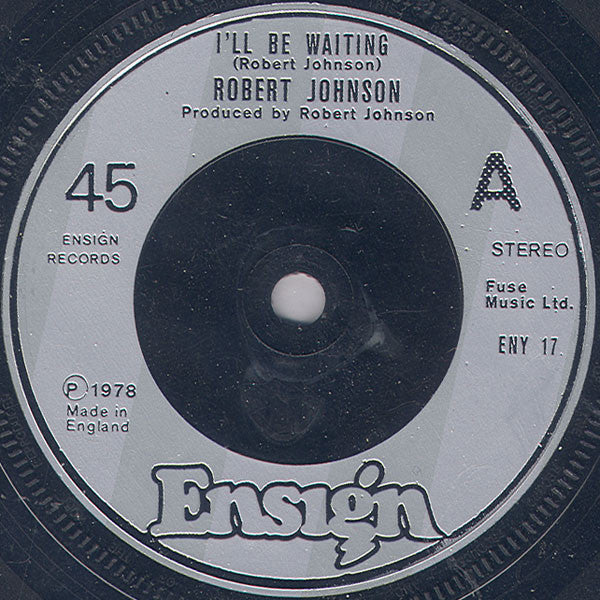 I'LL BE WAITING
(Robert Johnson)
ROBERT JOHNSON
Produced by Robert Johnson
45
A
ENSIGN
RECORDS
STEREO
Fuse
Music Ltd.
ENY 17.
Ⓟ1978
Made in
England
Ensign